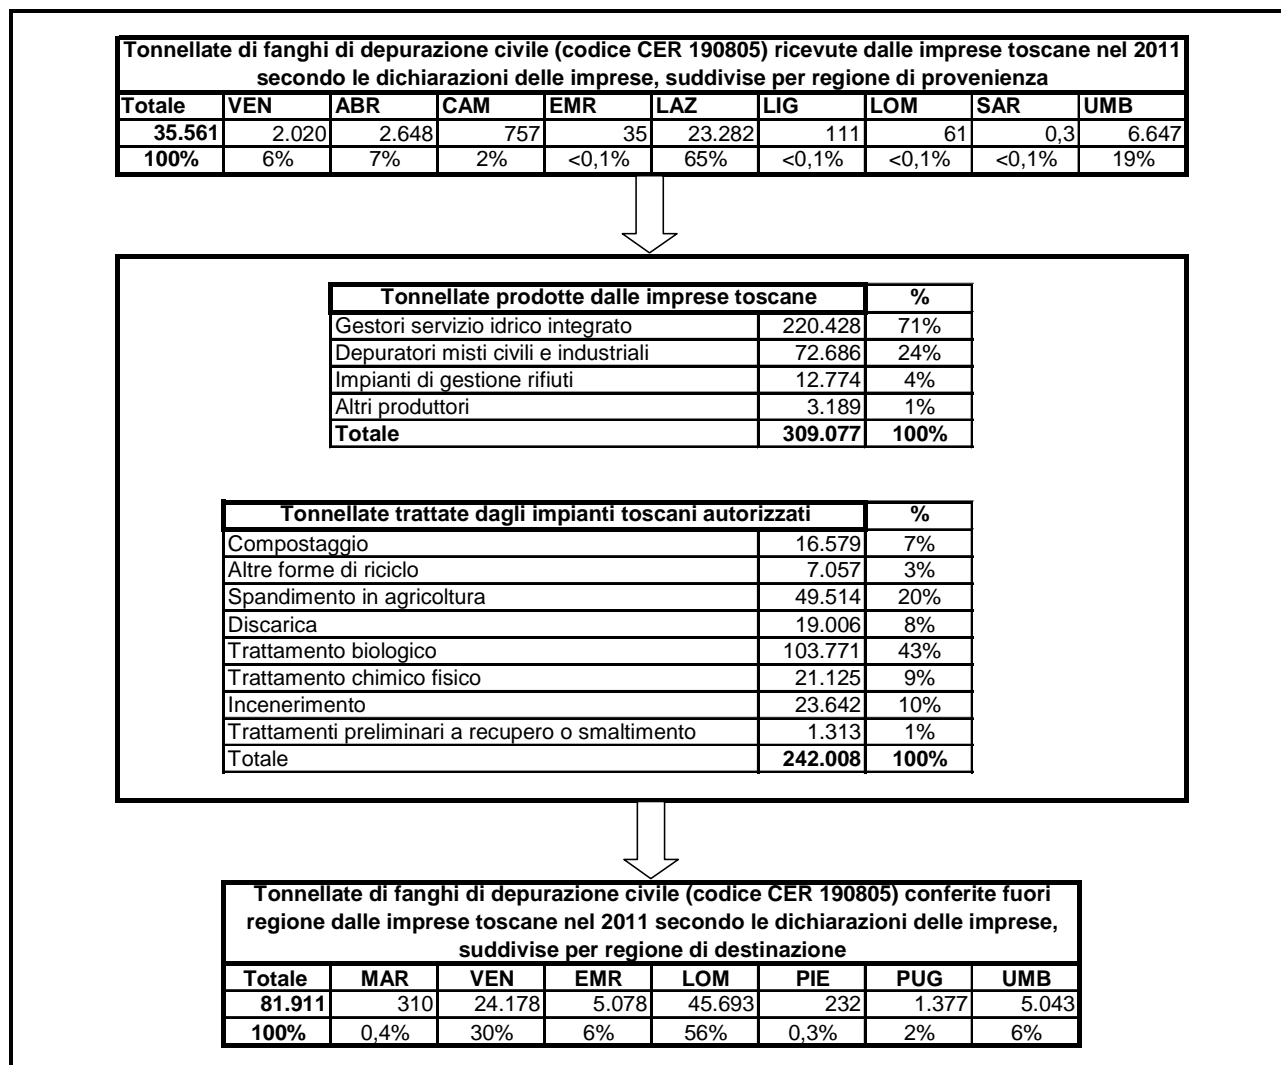 Tonnellate di fanghi di depurazione civile (codice CER 190805) ricevute dalle imprese toscane nel 2011
secondo le dichiarazioni delle imprese, suddivise per regione di provenienza
Totale VEN ABR CAM EMR LAZ LIG LOM SAR UMB
35.561 2.020 2.648 757 35 23.282 111 61 0,3 6.647
100% 6% 7% 2% <0,1% 65% <0,1% <0,1% <0,1% 19%
Tonnellate prodotte dalle imprese toscane %
Gestori servizio idrico integrato 220.428 71%
Depuratori misti civili e industriali 72.686 24%
Impianti di gestione rifiuti 12.774 4%
Altri produttori 3.189 1%
Totale 309.077 100%
Tonnellate trattate dagli impianti toscani autorizzati %
Compostaggio 16.579 7%
Altre forme di riciclo 7.057 3%
Spandimento in agricoltura 49.514 20%
Discarica 19.006 8%
Trattamento biologico 103.771 43%
Trattamento chimico fisico 21.125 9%
Incenerimento 23.642 10%
Trattamenti preliminari a recupero o smaltimento 1.313 1%
Totale 242.008 100%
Tonnellate di fanghi di depurazione civile (codice CER 190805) conferite fuori
regione dalle imprese toscane nel 2011 secondo le dichiarazioni delle imprese,
suddivise per regione di destinazione
Totale MAR VEN EMR LOM PIE PUG UMB
81.911 310 24.178 5.078 45.693 232 1.377 5.043
100% 0,4% 30% 6% 56% 0,3% 2% 6%